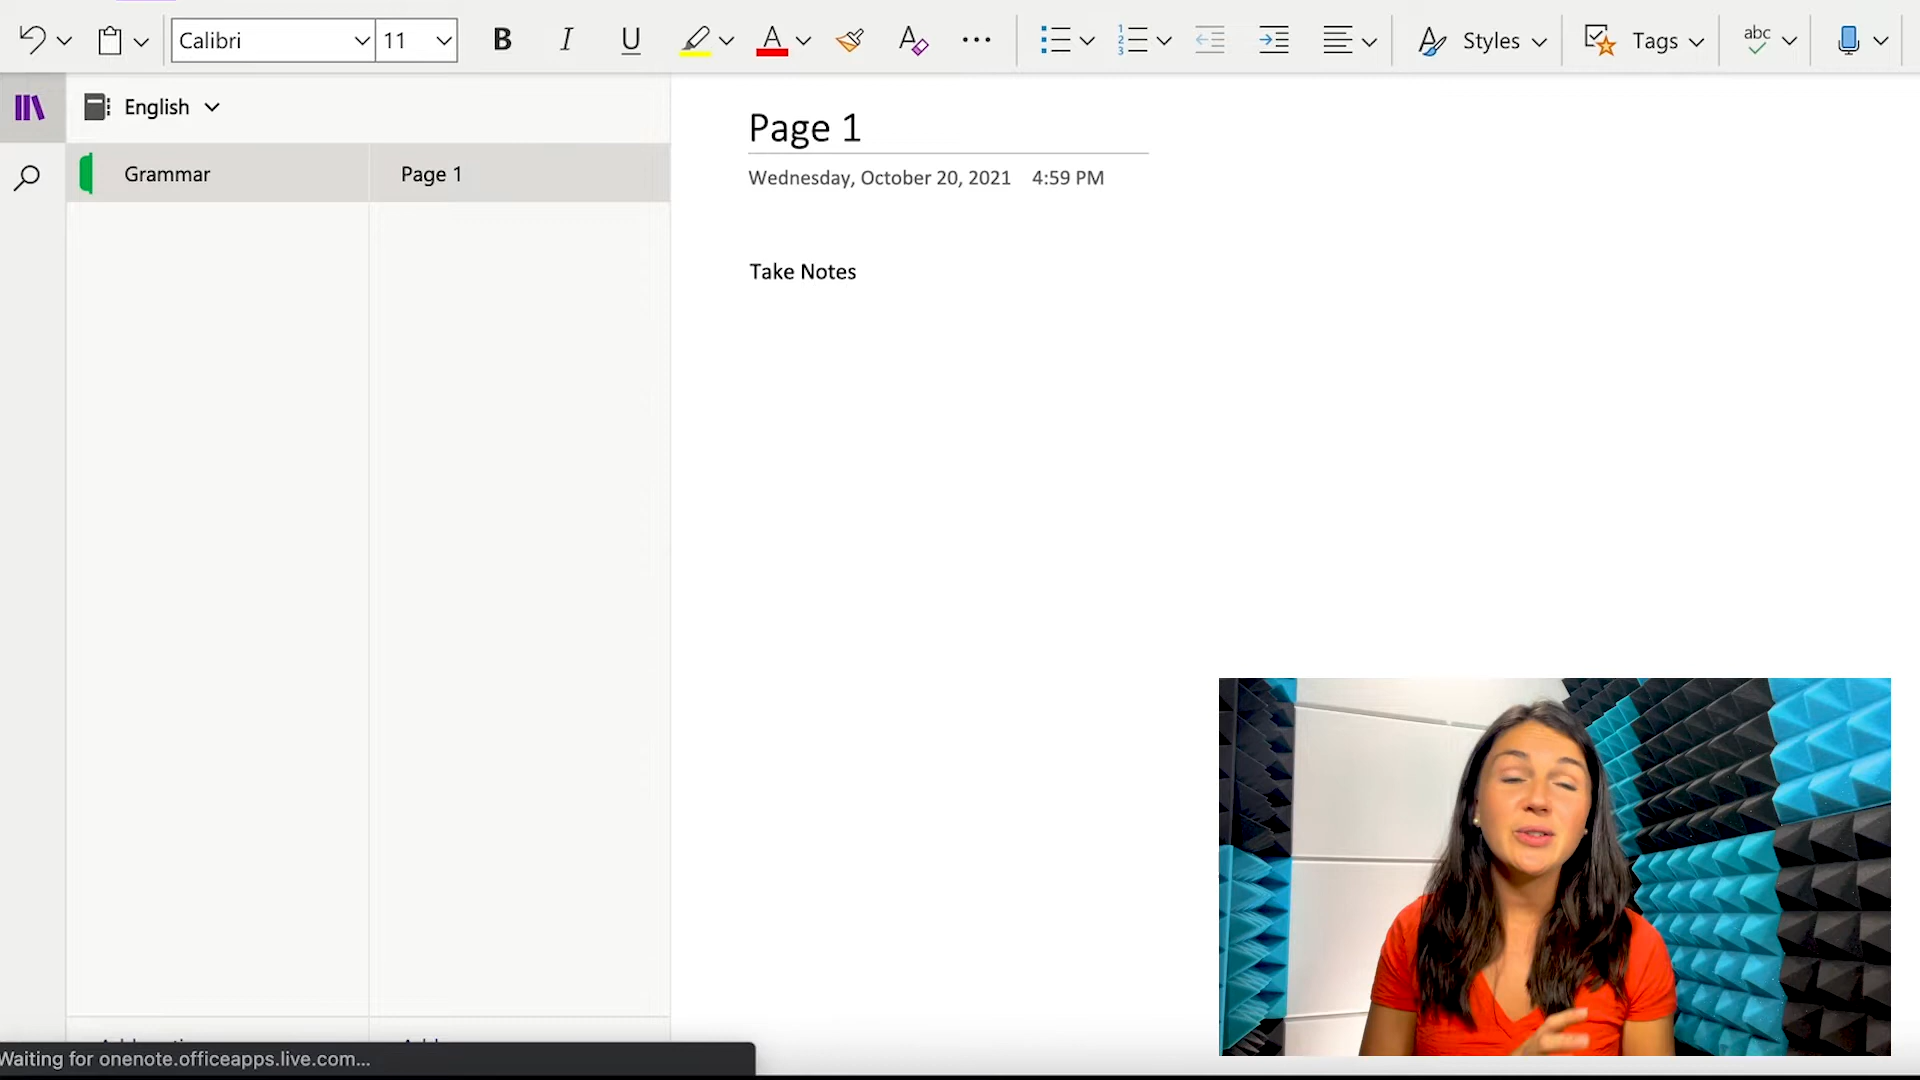 Calibri 11 B I U A A Styles Tags abc
English
Grammar Page 1
Page 1
Wednesday, October 20, 2021 4:59 PM
Take Notes
Waiting for onenote.officeapps.live.com...